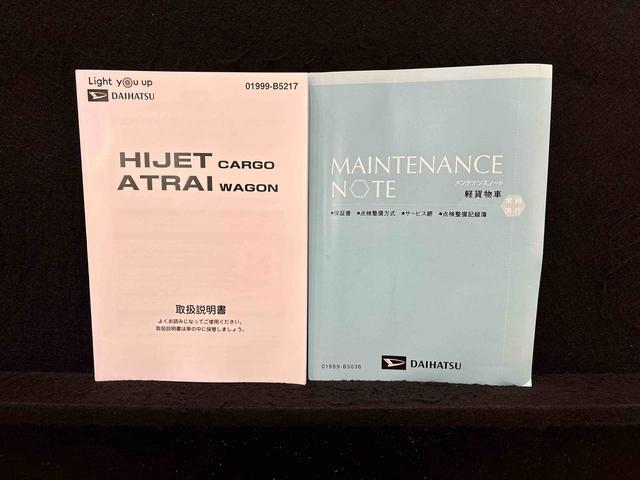 Light you up
DAIHATSU
01999-B5217
HIJET CARGO
ATRAI WAGON
取扱説明書
よくお読みになってご使用ください。
取扱説明書は車の中に保管しましょう。
MAINTENANCE
NOTE
メンテナンスノート
軽貨物車
●保証書 ●点検整備方式 ●サービス網 ●点検整備記録簿
01989-B5036
DAIHATSU